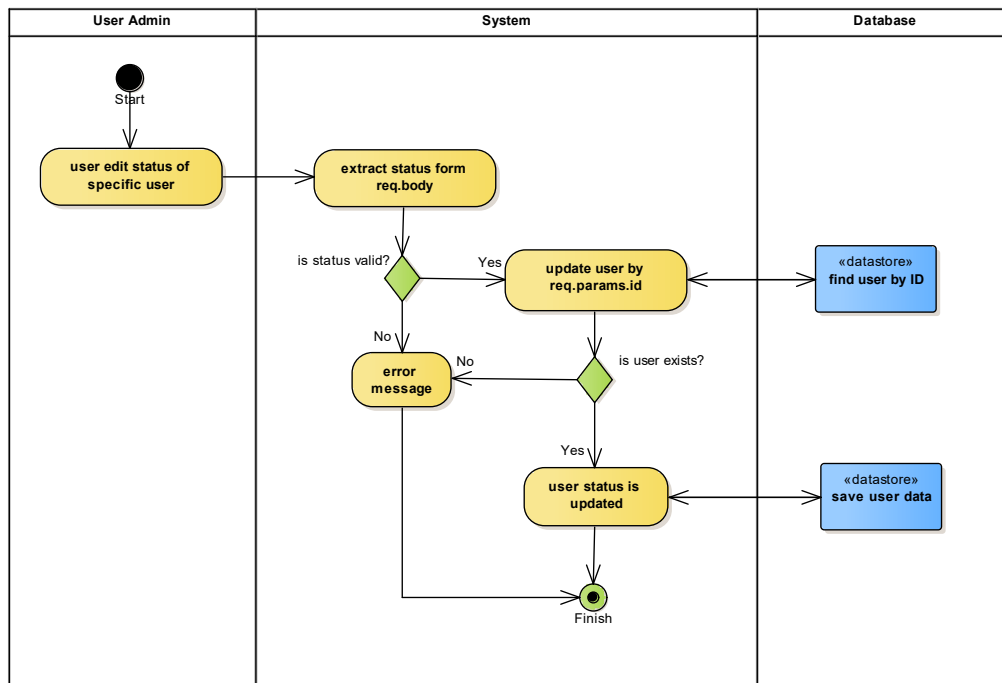 User Admin
System
Database
Start
user edit status of
specific user
extract status form
req.body
is status valid?
Yes
update user by
req.params.id
«datastore»
find user by ID
No
error
message
No
is user exists?
Yes
user status is
updated
«datastore»
save user data
Finish